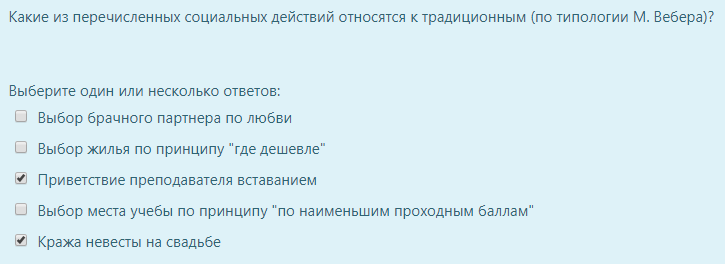 Какие из перечисленных социальных действий относятся к традиционным (по типологии М. Вебера)?
Выберите один или несколько ответов:
Выбор брачного партнера по любви
Выбор жилья по принципу "где дешевле"
Приветствие преподавателя вставанием
Выбор места учебы по принципу "по наименьшим проходным баллам"
Кража невесты на свадьбе